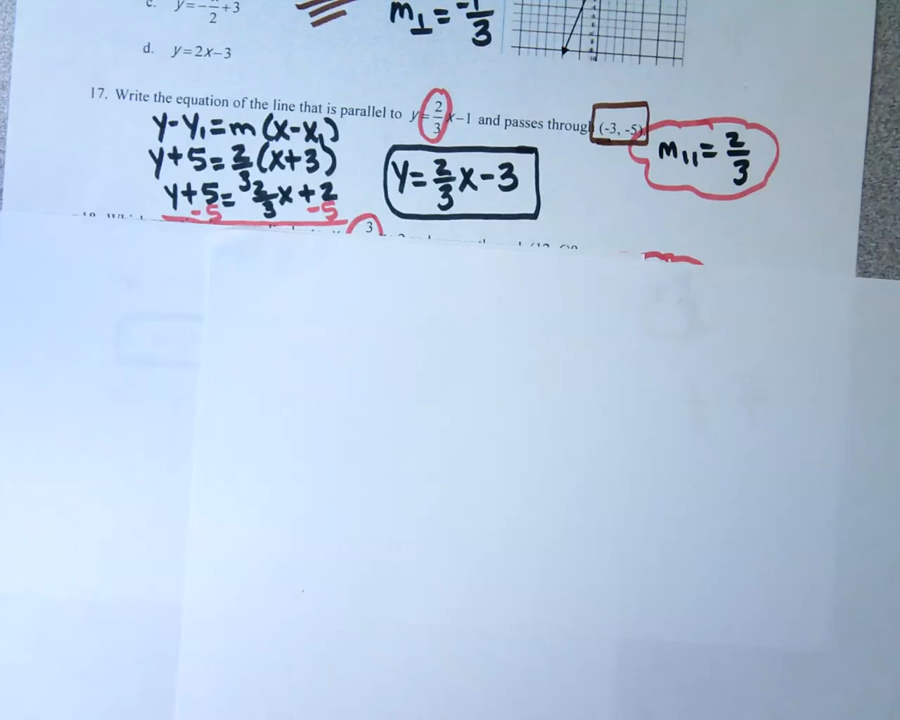 c. y=- /2 +3
m⊥ = -1/3
d. y=2x-3
17. Write the equation of the line that is parallel to y=2/3x-1 and passes through (-3, -5).
y-y₁=m(x-x₁)
y+5=2/3(x+3)
y+5=2/3x+2
-5 -5
y=2/3x-3
m₁₁=2/3
3